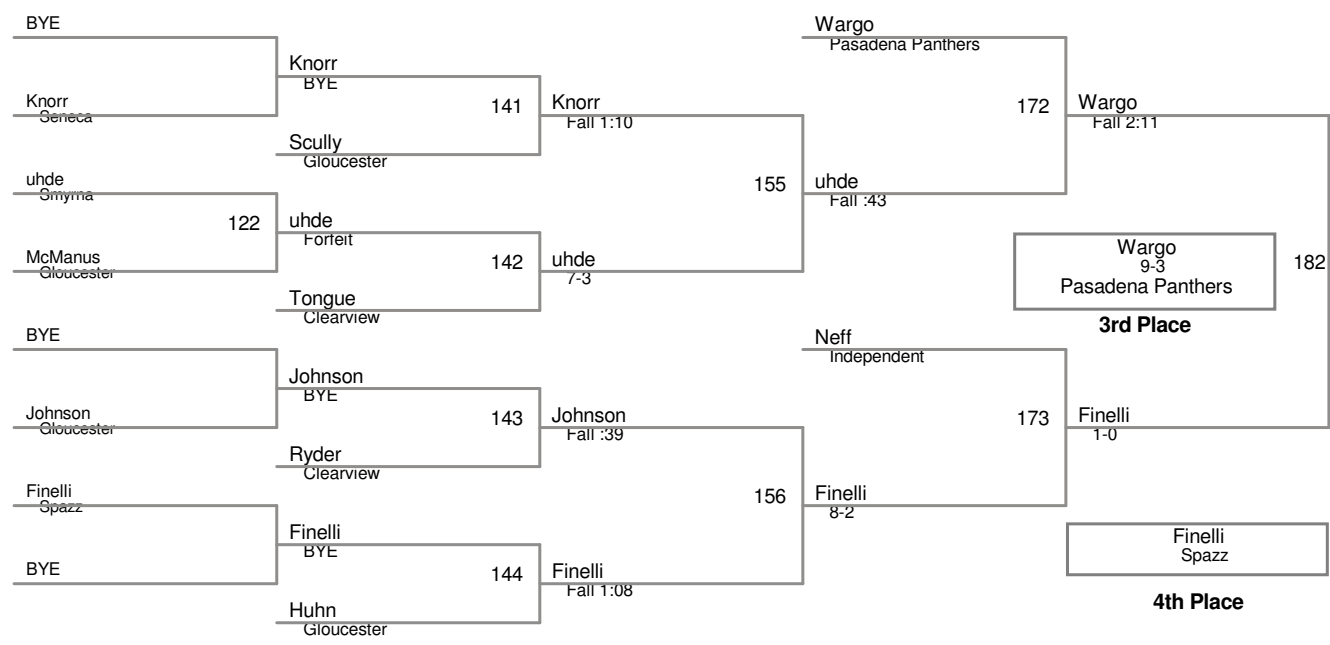 BYE
Knorr
Seneca
uhde
Smyrna
McManus
Gloucester
BYE
Johnson
Gloucester
Finelli
Spazz
BYE
122
Knorr
BYE
Scully
Gloucester
uhde
Forfeit
Tongue
Clearview
Johnson
BYE
Ryder
Clearview
Finelli
BYE
Huhn
Gloucester
141
142
143
144
Knorr
Fall 1:10
uhde
7-3
Johnson
Fall :39
Finelli
Fall 1:08
155
156
Wargo
Pasadena Panthers
uhde
Fall :43
Neff
Independent
Finelli
8-2
172
173
Wargo
Fall 2:11
Finelli
1-0
182
Wargo
9-3
Pasadena Panthers
3rd Place
Finelli
Spazz
4th Place